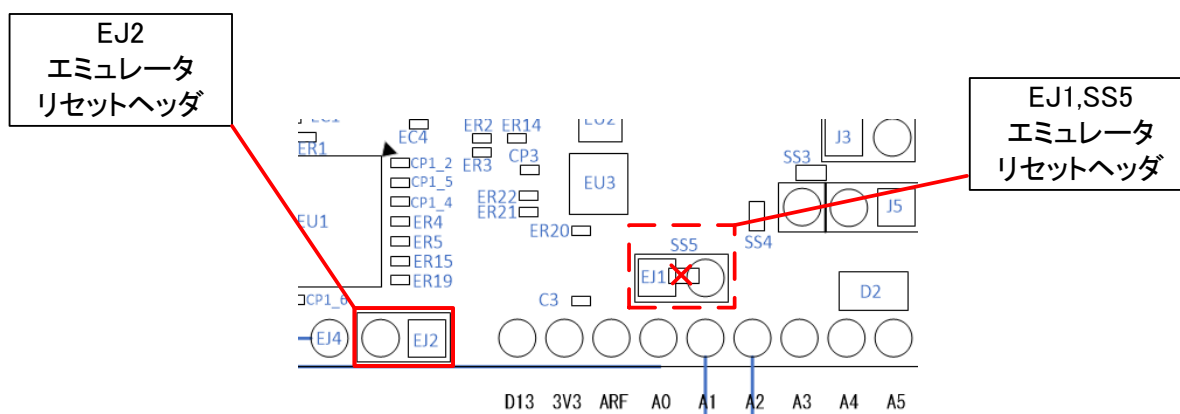 EJ2
エミュレータ
リセットヘッダ
EJ1,SS5
エミュレータ
リセットヘッダ
EC4
ER2
ER14
EU2
J3
ER1
ER3
CP3
SS3
CP1_2
CP1_5
CP1_4
EU3
ER22
ER21
J5
EU1
ER4
ER20
SS4
ER5
SS5
ER15
EJ1
ER19
D2
CP1_6
C3
EJ4
EJ2
D13 3V3 ARF A0 A1 A2 A3 A4 A5